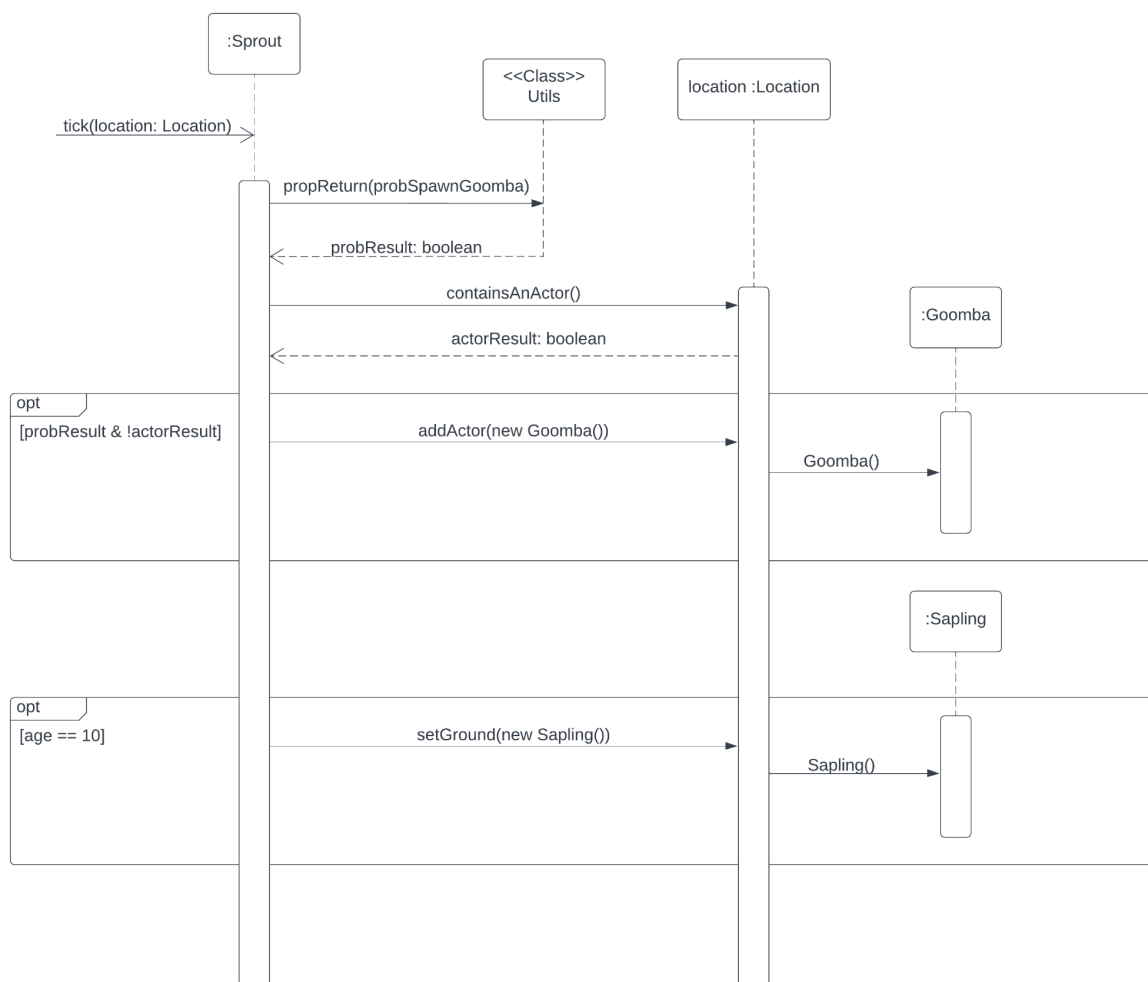 :Sprout
<<Class>>
Utils
location :Location
tick(location: Location)
propReturn(probSpawnGoomba)
probResult: boolean
containsAnActor()
:Goomba
actorResult: boolean
opt
[probResult & !actorResult]
addActor(new Goomba())
Goomba()
:Sapling
opt
[age == 10]
setGround(new Sapling())
Sapling()